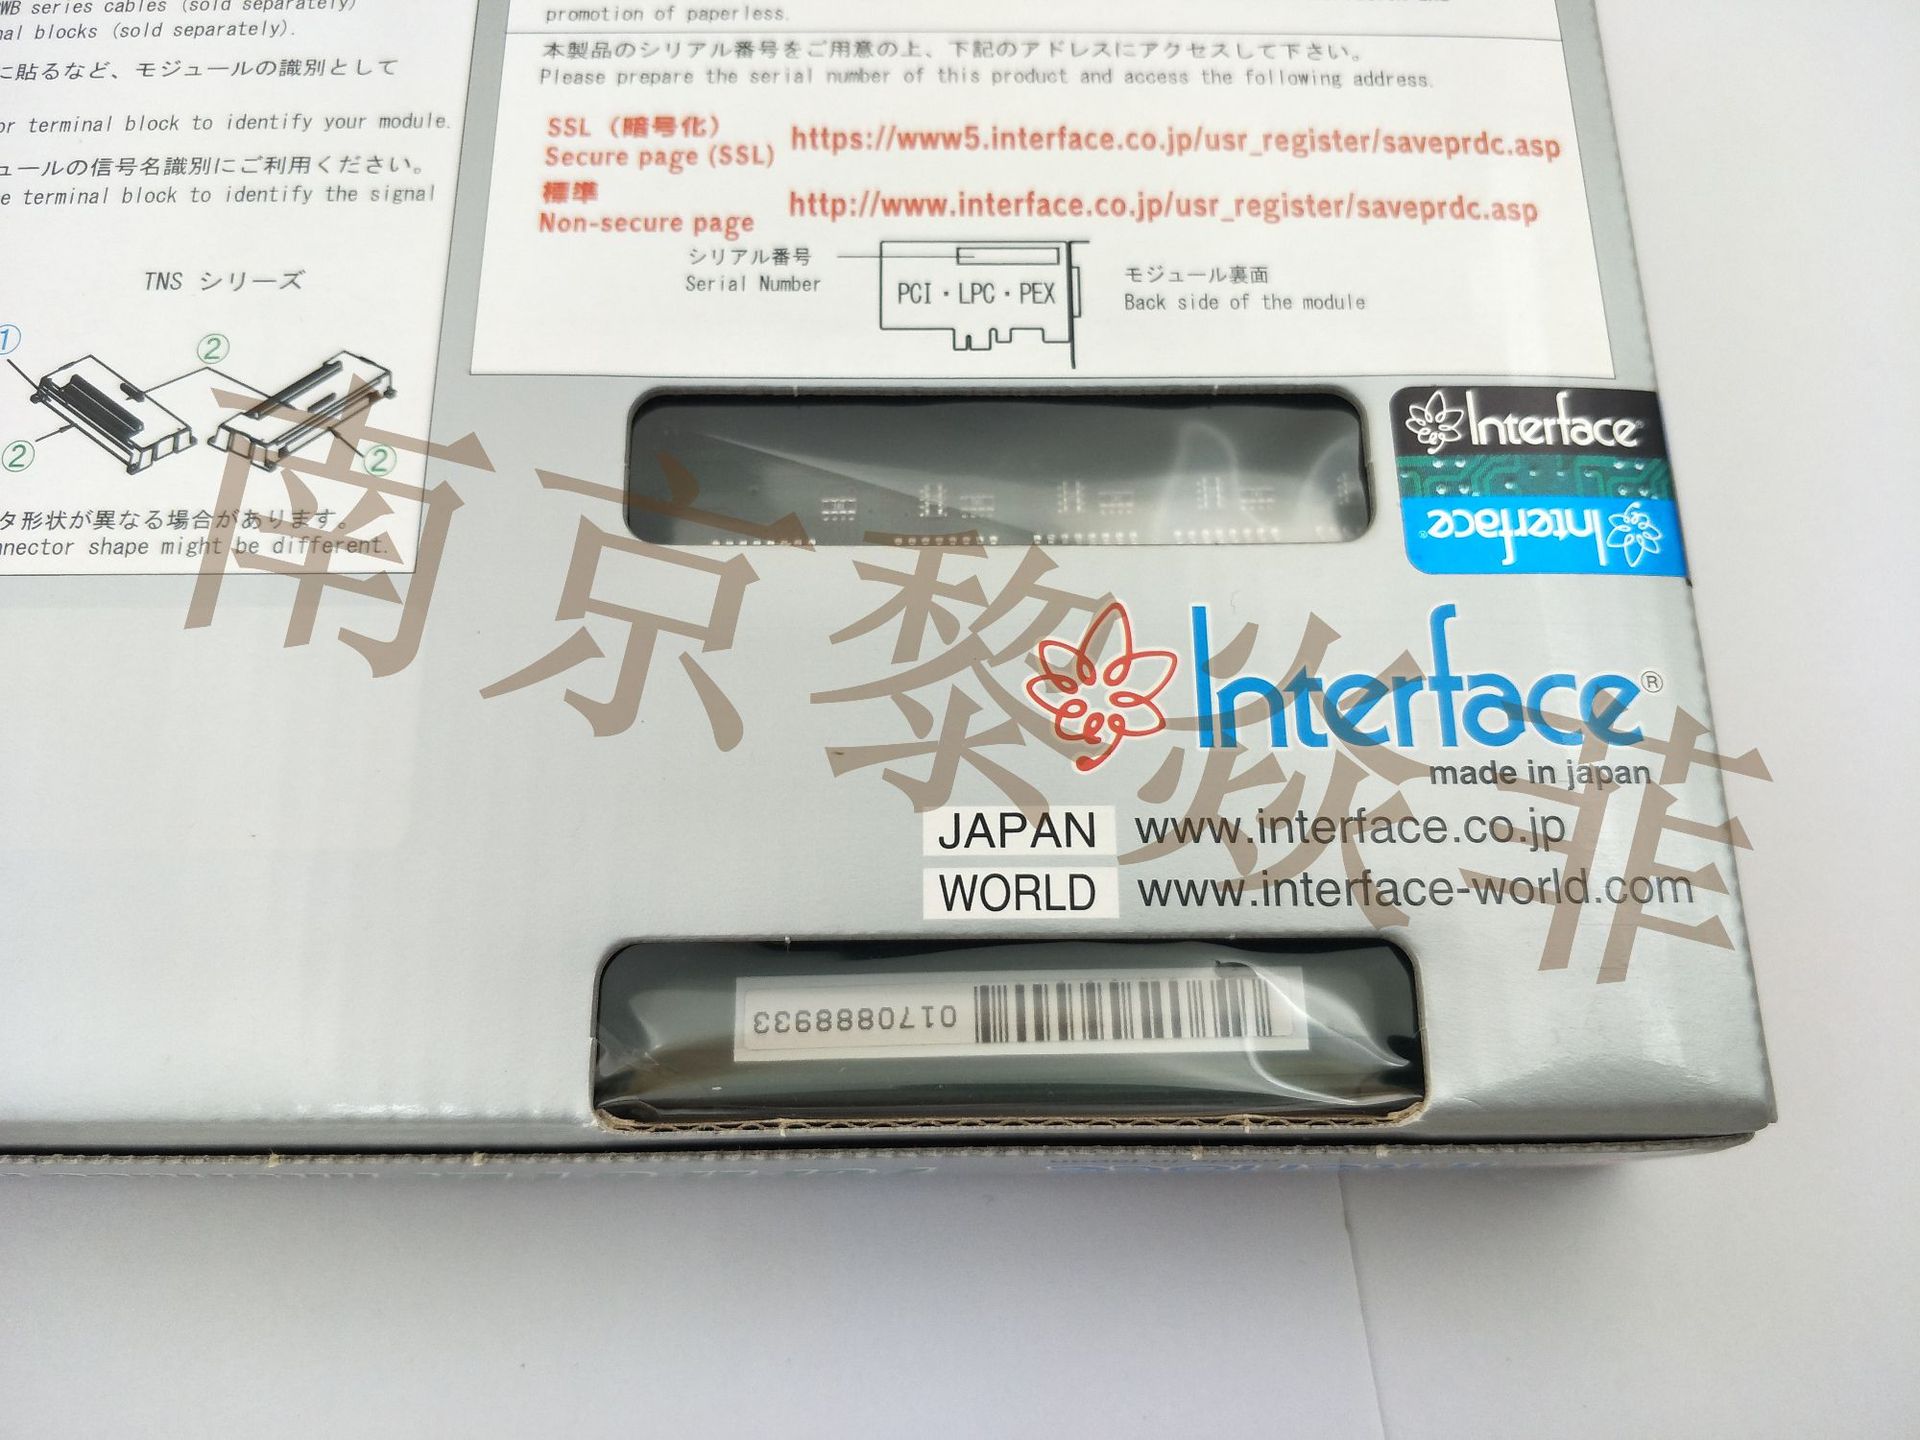 WB series cables (sold separately)
nal blocks (sold separately).
に貼るなど、モジュールの識別として
or terminal block to identify your module.
ュールの信号名識別にご利用ください。
e terminal block to identify the signal
TNS シリーズ
1
2
2
2
タ形状が異なる場合があります。
nnector shape might be different.
promotion of paperless.
本製品のシリアル番号をご用意の上、下記のアドレスにアクセスして下さい。
Please prepare the serial number of this product and access the following address.
SSL (暗号化)
Secure page (SSL)
https://www5.interface.co.jp/usr_register/saveprdc.asp
標準
Non-secure page
http://www.interface.co.jp/usr_register/saveprdc.asp
シリアル番号
Serial Number
PCI・LPC・PEX
モジュール裏面
Back side of the module
Interface
Interface
Interface®
made in japan
JAPAN www.interface.co.jp
WORLD www.interface-world.com
0170888933
南京黎焱菲